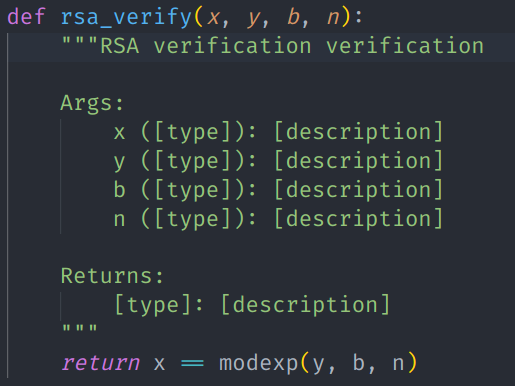 def rsa_verify(x, y, b, n):
    """RSA verification verification

    Args:
        x ([type]): [description]
        y ([type]): [description]
        b ([type]): [description]
        n ([type]): [description]

    Returns:
        [type]: [description]
    """
    return x == modexp(y, b, n)